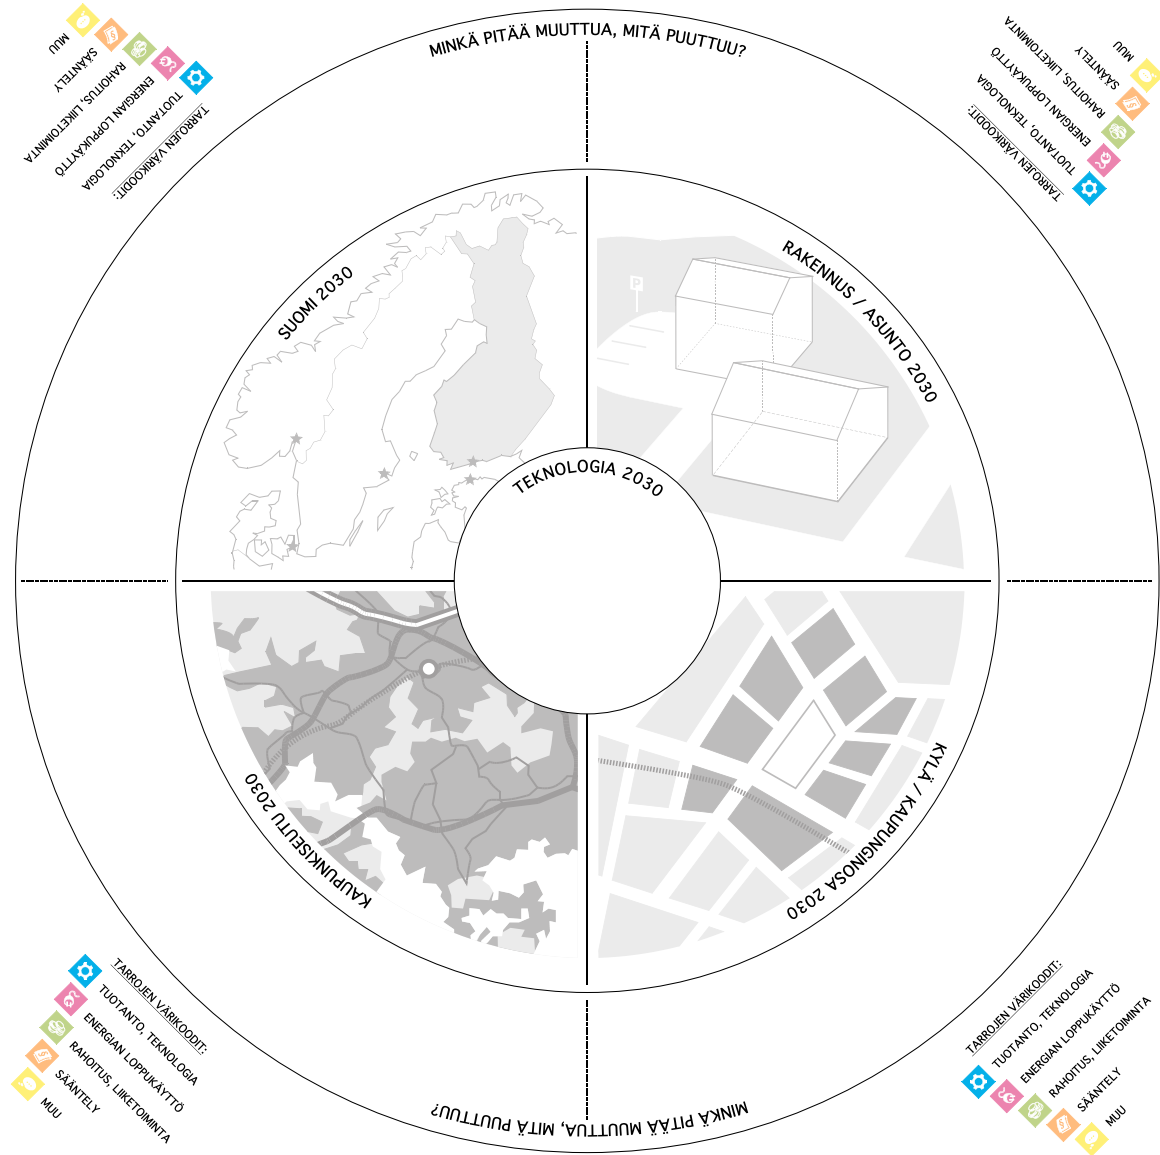 MINKÄ PITÄÄ MUUTTUA, MITÄ PUUTTUU?
TARROJEN VÄRIKOODIT:
TUOTANTO, TEKNOLOGIA
ENERGIAN LOPPUKÄYTTÖ
RAHOITUS, LIIKETOIMINTA
SÄÄNTELY
MUU
TARROJEN VÄRIKOODIT:
TUOTANTO, TEKNOLOGIA
ENERGIAN LOPPUKÄYTTÖ
RAHOITUS, LIIKETOIMINTA
SÄÄNTELY
MUU
SUOMI 2030
RAKENNUS / ASUNTO 2030
P
TEKNOLOGIA 2030
KAUPUNKISEUTU 2030
KYLÄ / KAUPUNGINOSA 2030
TARROJEN VÄRIKOODIT:
TUOTANTO, TEKNOLOGIA
ENERGIAN LOPPUKÄYTTÖ
RAHOITUS, LIIKETOIMINTA
SÄÄNTELY
MUU
TARROJEN VÄRIKOODIT:
TUOTANTO, TEKNOLOGIA
ENERGIAN LOPPUKÄYTTÖ
RAHOITUS, LIIKETOIMINTA
SÄÄNTELY
MUU
MINKÄ PITÄÄ MUUTTUA, MITÄ PUUTTUU?